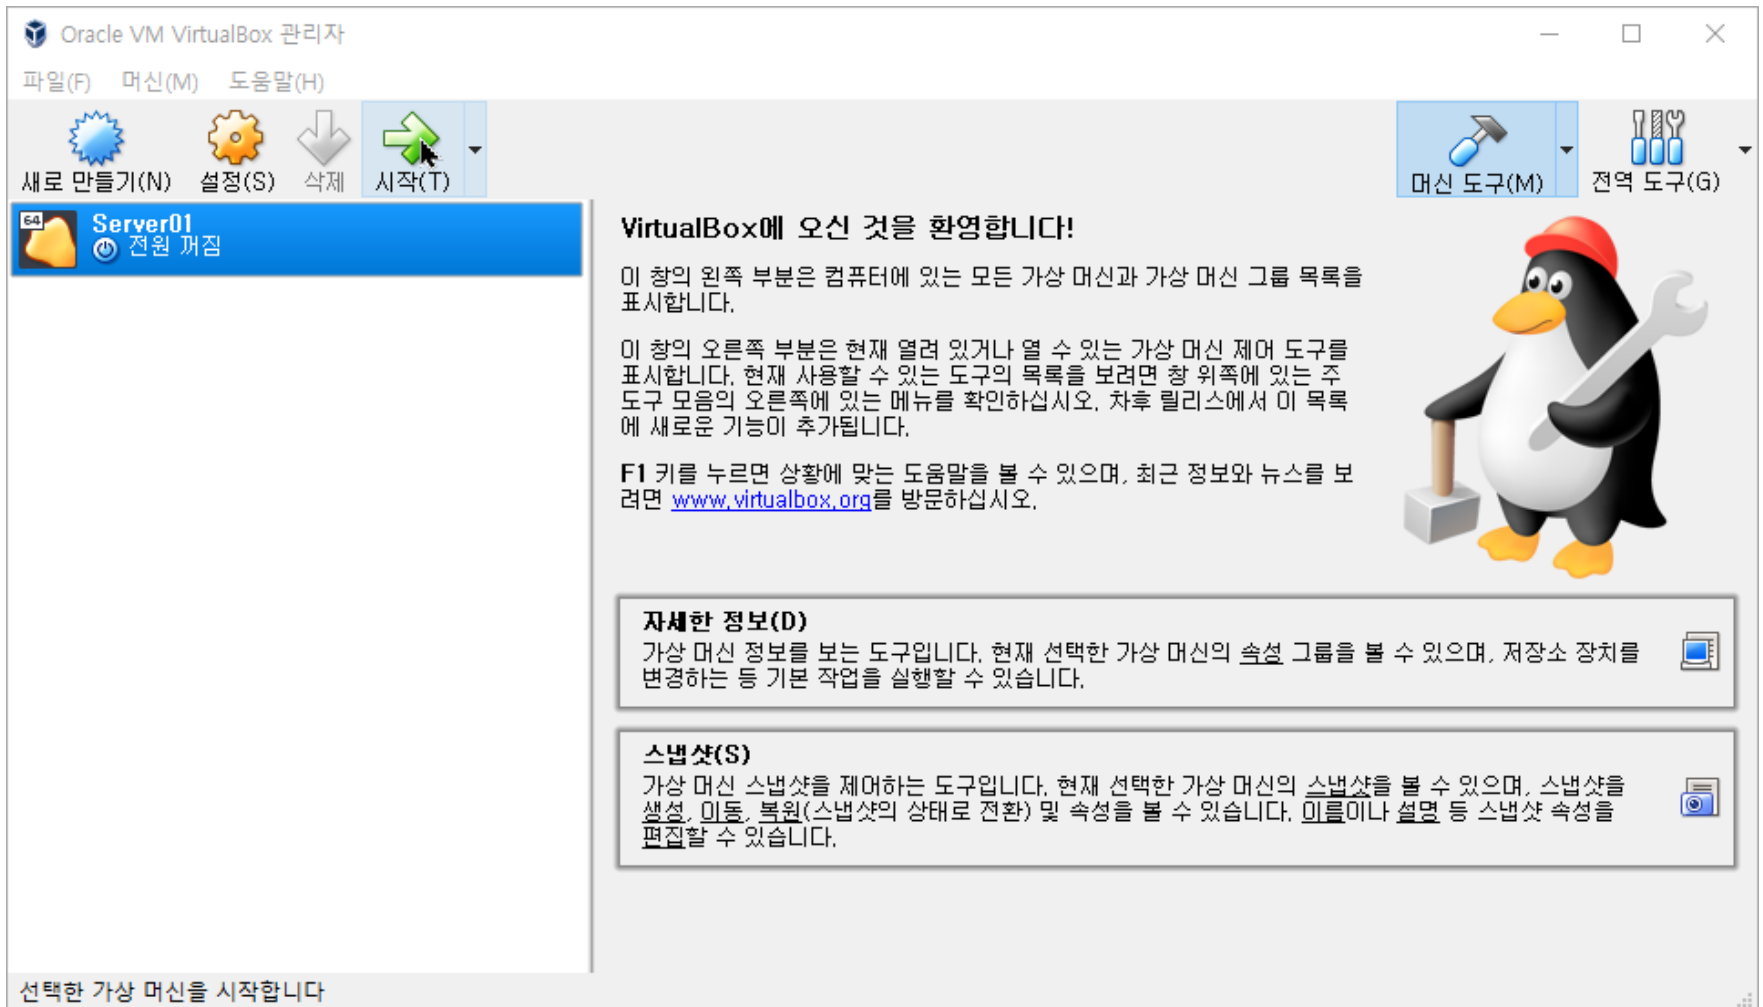 Oracle VM VirtualBox 관리자
파일(F) 머신(M) 도움말(H)
새로 만들기(N) 설정(S) 삭제 시작(T) 머신 도구(M) 전역 도구(G)
64
Server01
전원 꺼짐
VirtualBox에 오신 것을 환영합니다!
이 창의 왼쪽 부분은 컴퓨터에 있는 모든 가상 머신과 가상 머신 그룹 목록을
표시합니다.
이 창의 오른쪽 부분은 현재 열려 있거나 열 수 있는 가상 머신 제어 도구를
표시합니다. 현재 사용할 수 있는 도구의 목록을 보려면 창 위쪽에 있는 주
도구 모음의 오른쪽에 있는 메뉴를 확인하십시오. 차후 릴리스에서 이 목록
에 새로운 기능이 추가됩니다.
F1 키를 누르면 상황에 맞는 도움말을 볼 수 있으며, 최근 정보와 뉴스를 보
려면 www.virtualbox.org를 방문하십시오.
자세한 정보(D)
가상 머신 정보를 보는 도구입니다. 현재 선택한 가상 머신의 속성 그룹을 볼 수 있으며, 저장소 장치를
변경하는 등 기본 작업을 실행할 수 있습니다.
스냅샷(S)
가상 머신 스냅샷을 제어하는 도구입니다. 현재 선택한 가상 머신의 스냅샷을 볼 수 있으며, 스냅샷을
생성, 이동, 복원(스냅샷의 상태로 전환) 및 속성을 볼 수 있습니다. 이름이나 설명 등 스냅샷 속성을
편집할 수 있습니다.
선택한 가상 머신을 시작합니다